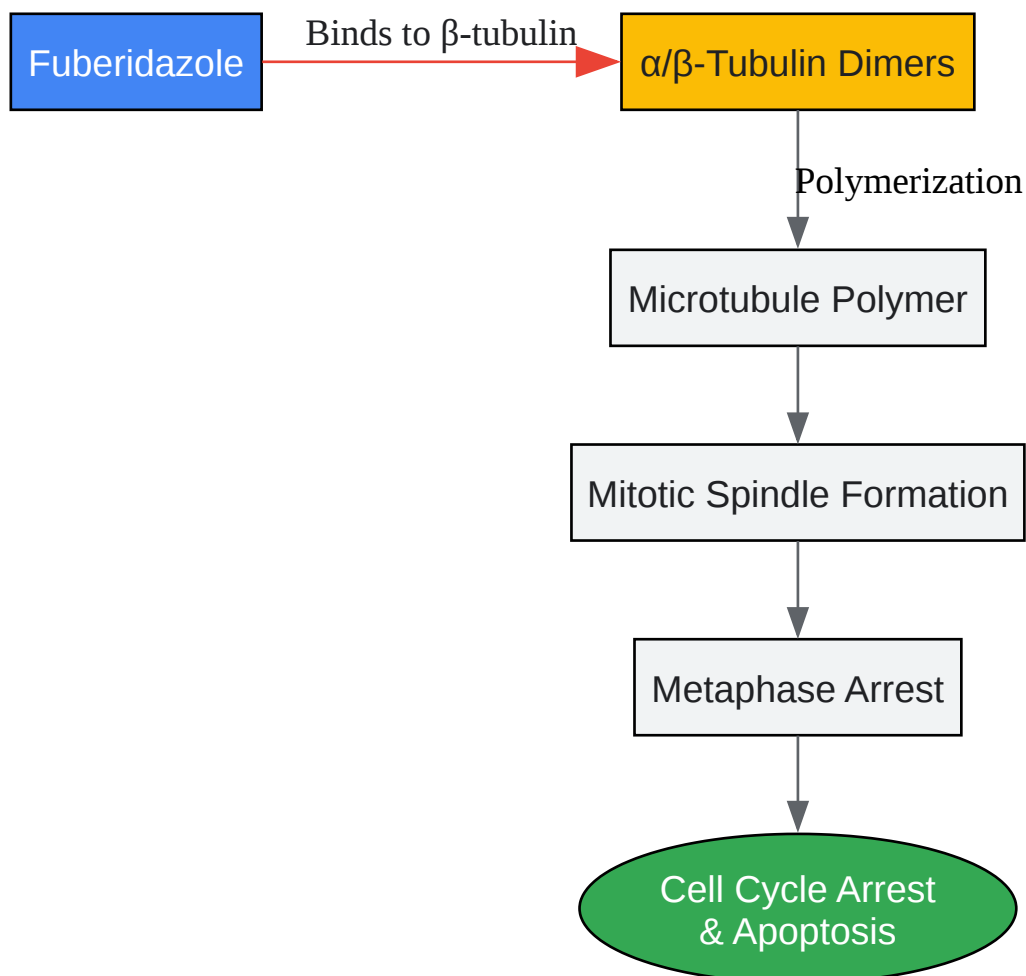 Fuberidazole
Binds to β-tubulin
α/β-Tubulin Dimers
Polymerization
Microtubule Polymer
Mitotic Spindle Formation
Metaphase Arrest
Cell Cycle Arrest
& Apoptosis